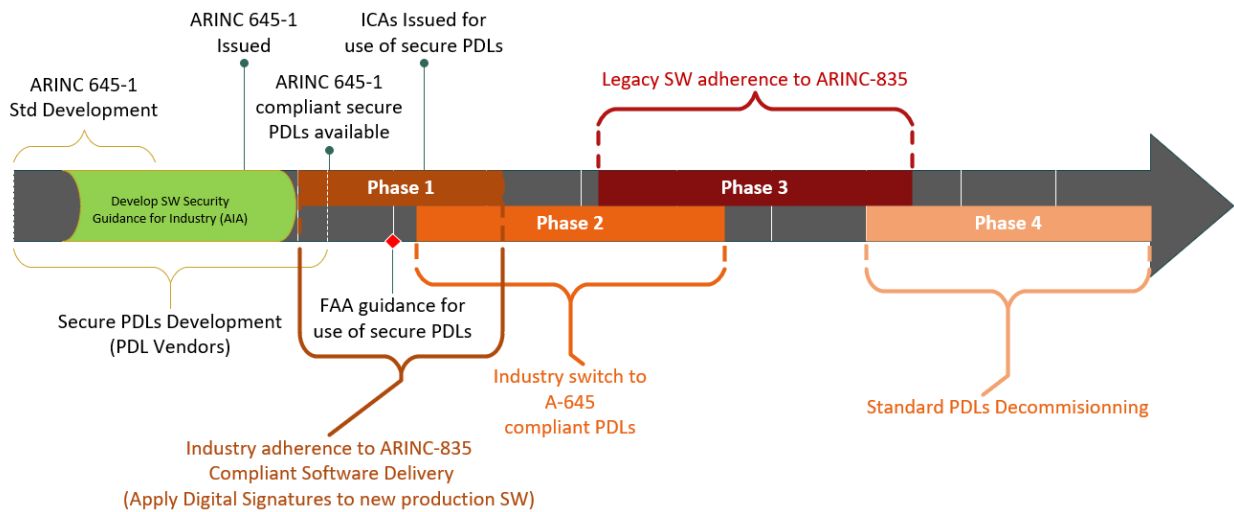 ARINC 645-1
Issued
ICAs Issued for
use of secure PDLs
ARINC 645-1
Std Development
ARINC 645-1
compliant secure
PDLs available
Legacy SW adherence to ARINC-835
Develop SW Security
Guidance for Industry (AIA)
Phase 1
Phase 2
Phase 3
Phase 4
Secure PDLs Development
(PDL Vendors)
FAA guidance for
use of secure PDLs
Industry switch to
A-645
compliant PDLs
Standard PDLs Decommisionning
Industry adherence to ARINC-835
Compliant Software Delivery
(Apply Digital Signatures to new production SW)